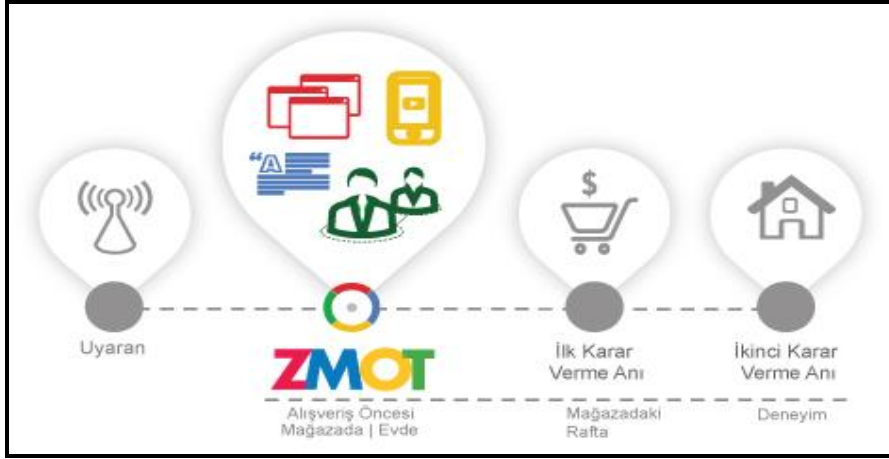 “A
$
Uyaran
ZMOT
İlk Karar
Verme Anı
İkinci Karar
Verme Anı
Alışveriş Öncesi
Mağazada | Evde
Mağazadaki
Rafta
Deneyim